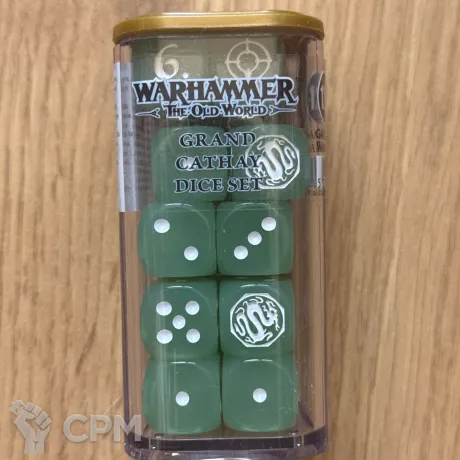 6.
WARHAMMER
THE OLD WORLD
GRAND
CATHAY
DICE SET
CPM